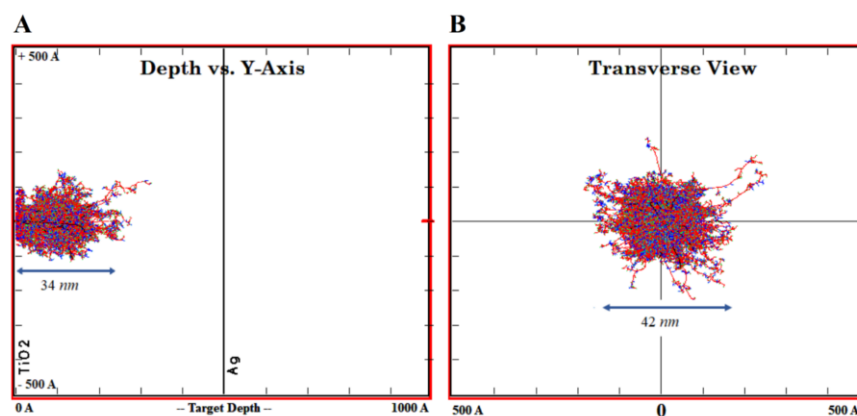 A
B
+ 500 A
Depth vs. Y-Axis
Transverse View
34 nm
42 nm
TiO2
Ag
- 500 A
0 A
-- Target Depth --
1000 A
500 A
0
500